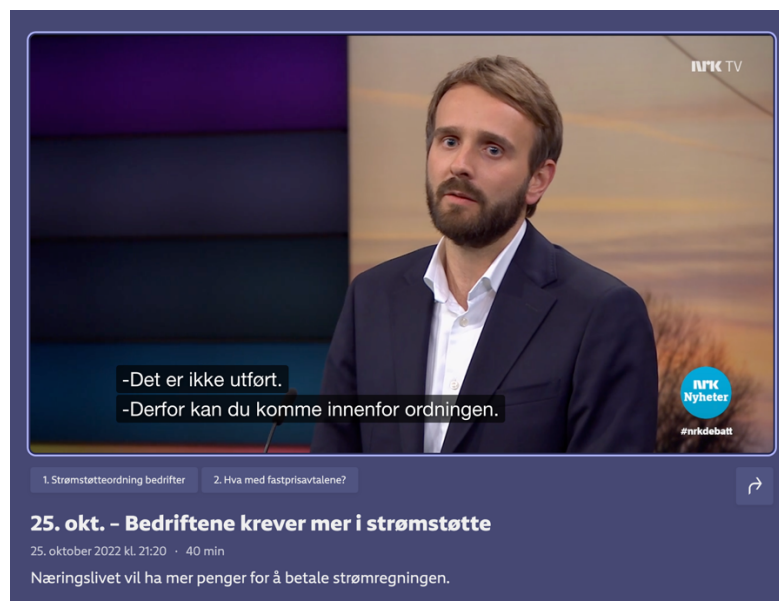 NRK TV
-Det er ikke utført.
-Derfor kan du komme innenfor ordningen.
NRK
Nyheter
#nrkdebatt
1. Strømstøtteordning bedrifter 2. Hva med fastprisavtalene?
25. okt. – Bedriftene krever mer i strømstøtte
25. oktober 2022 kl. 21:20 · 40 min
Næringslivet vil ha mer penger for å betale strømregningen.